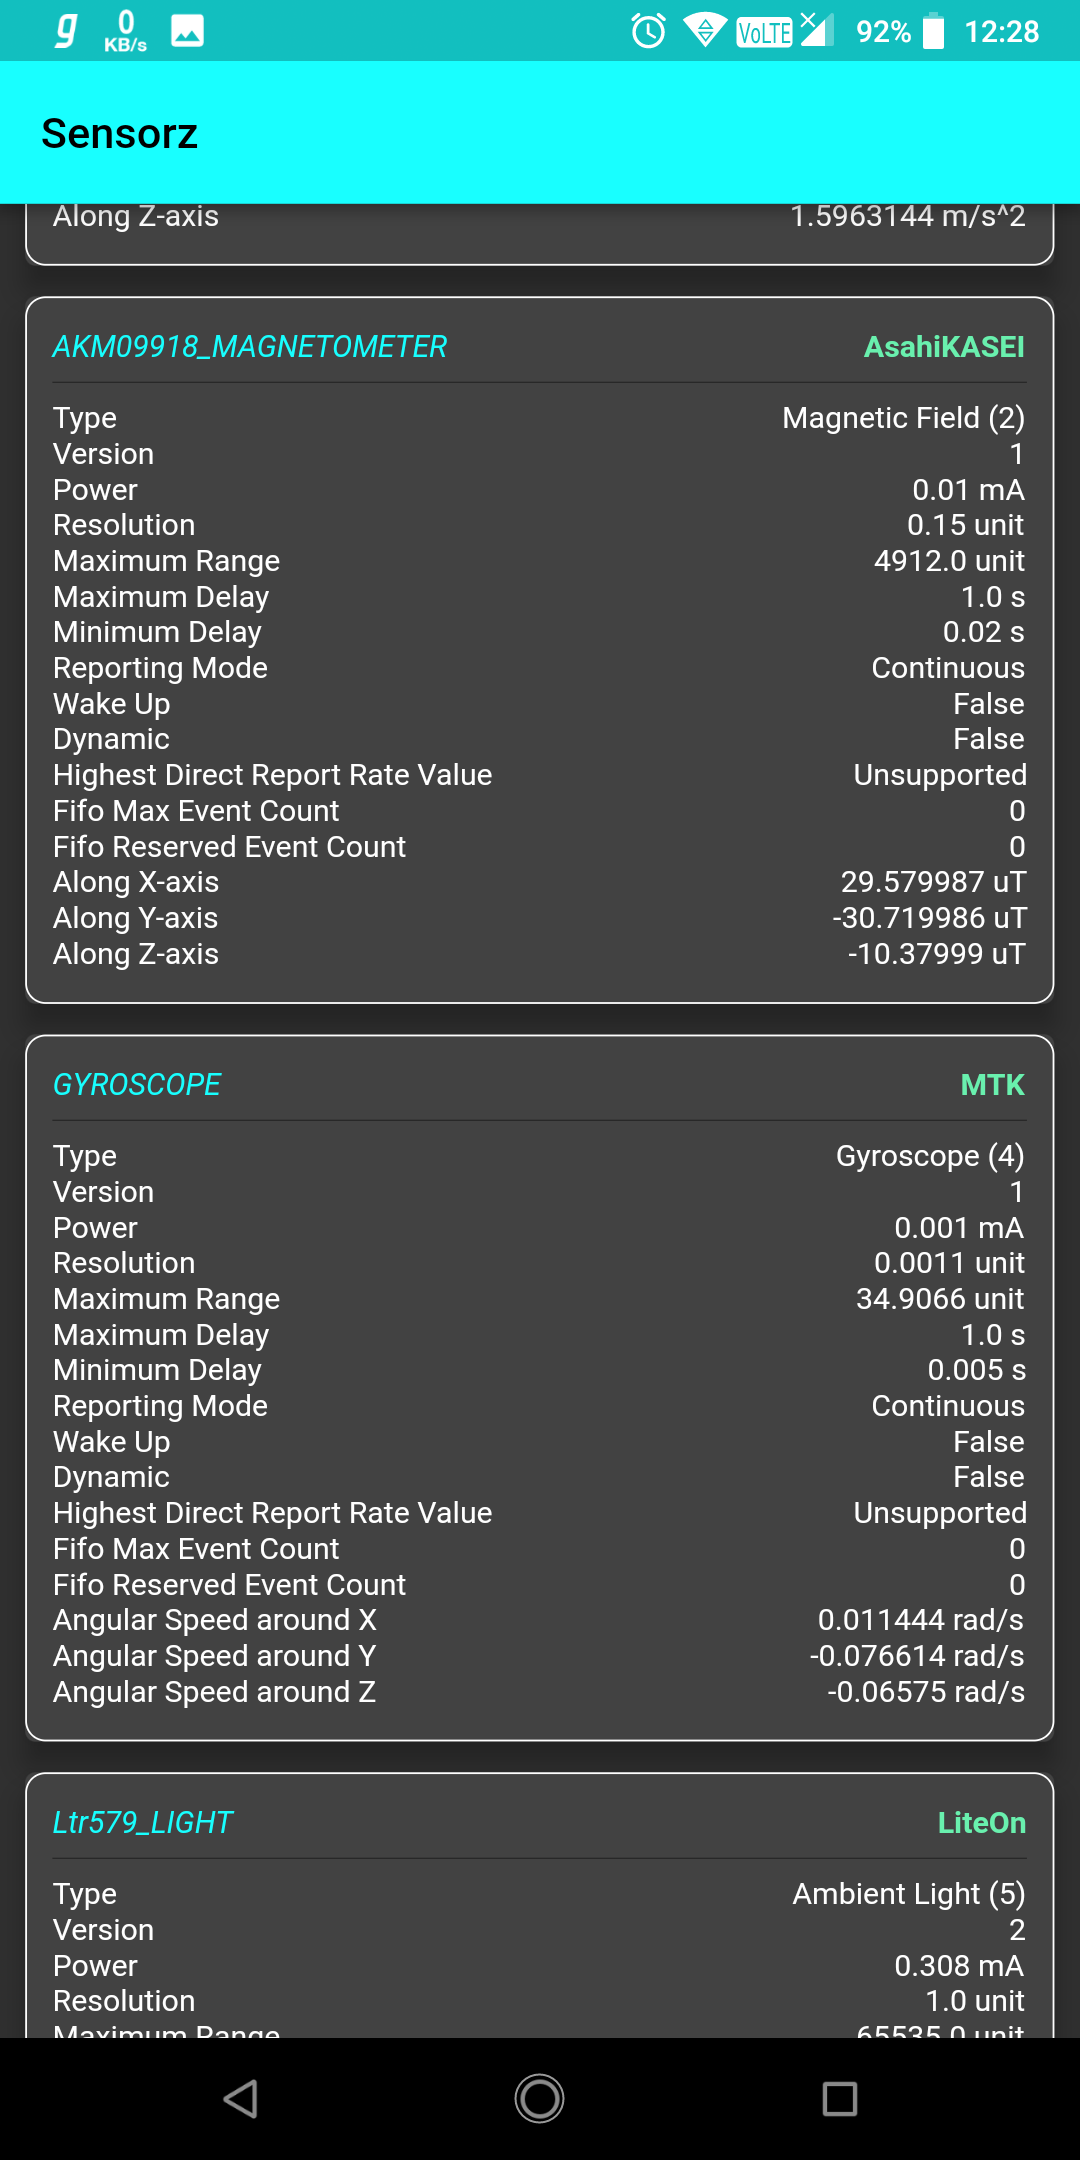 g 0 KB/s VoLTE 92% 12:28
Sensorz
Along Z-axis 1.5963144 m/s^2
AKM09918_MAGNETOMETER AsahiKASEI
Type Magnetic Field (2)
Version 1
Power 0.01 mA
Resolution 0.15 unit
Maximum Range 4912.0 unit
Maximum Delay 1.0 s
Minimum Delay 0.02 s
Reporting Mode Continuous
Wake Up False
Dynamic False
Highest Direct Report Rate Value Unsupported
Fifo Max Event Count 0
Fifo Reserved Event Count 0
Along X-axis 29.579987 uT
Along Y-axis -30.719986 uT
Along Z-axis -10.37999 uT
GYROSCOPE MTK
Type Gyroscope (4)
Version 1
Power 0.001 mA
Resolution 0.0011 unit
Maximum Range 34.9066 unit
Maximum Delay 1.0 s
Minimum Delay 0.005 s
Reporting Mode Continuous
Wake Up False
Dynamic False
Highest Direct Report Rate Value Unsupported
Fifo Max Event Count 0
Fifo Reserved Event Count 0
Angular Speed around X 0.011444 rad/s
Angular Speed around Y -0.076614 rad/s
Angular Speed around Z -0.06575 rad/s
Ltr579_LIGHT LiteOn
Type Ambient Light (5)
Version 2
Power 0.308 mA
Resolution 1.0 unit
Maximum Range 65535.0 unit